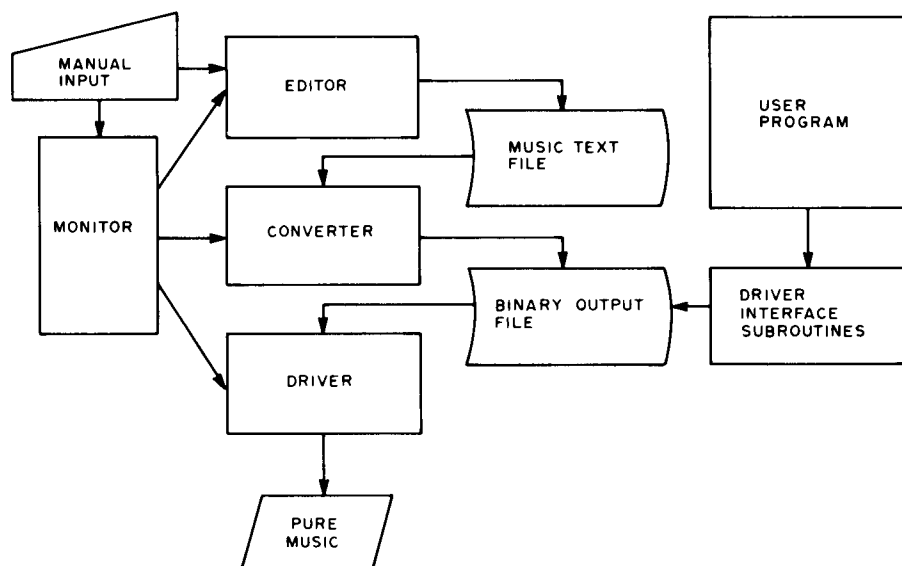 MANUAL
INPUT
EDITOR
USER
PROGRAM
MUSIC TEXT
FILE
MONITOR
CONVERTER
BINARY OUTPUT
FILE
DRIVER
INTERFACE
SUBROUTINES
DRIVER
PURE
MUSIC